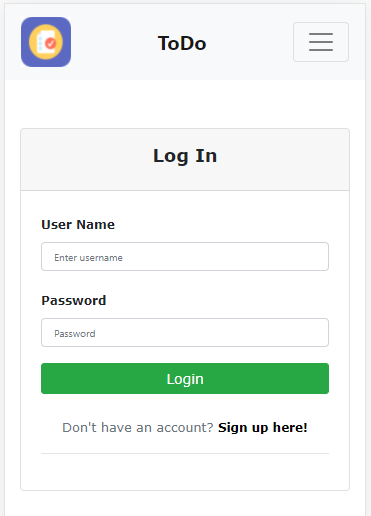 ToDo
Log In
User Name
Enter username
Password
Password
Login
Don't have an account? Sign up here!